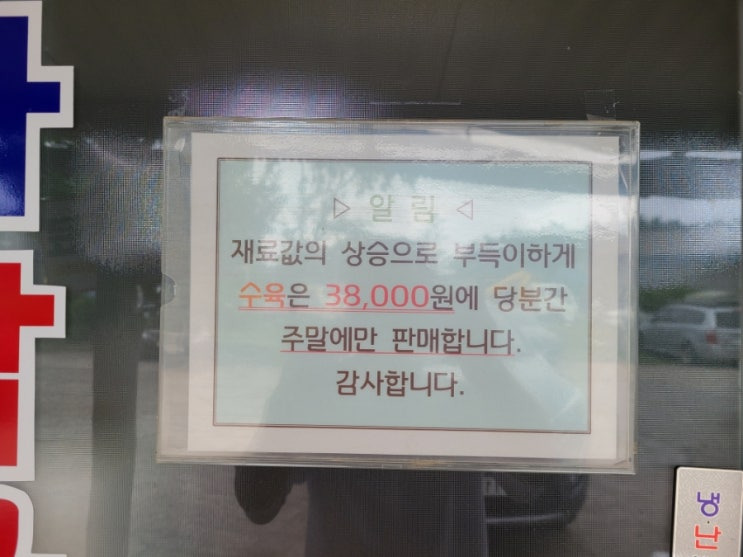 ▷ 알 림 ◁
재료값의 상승으로 부득이하게
수육은 38,000원에 당분간
주말에만 판매합니다.
감사합니다.
냉·난